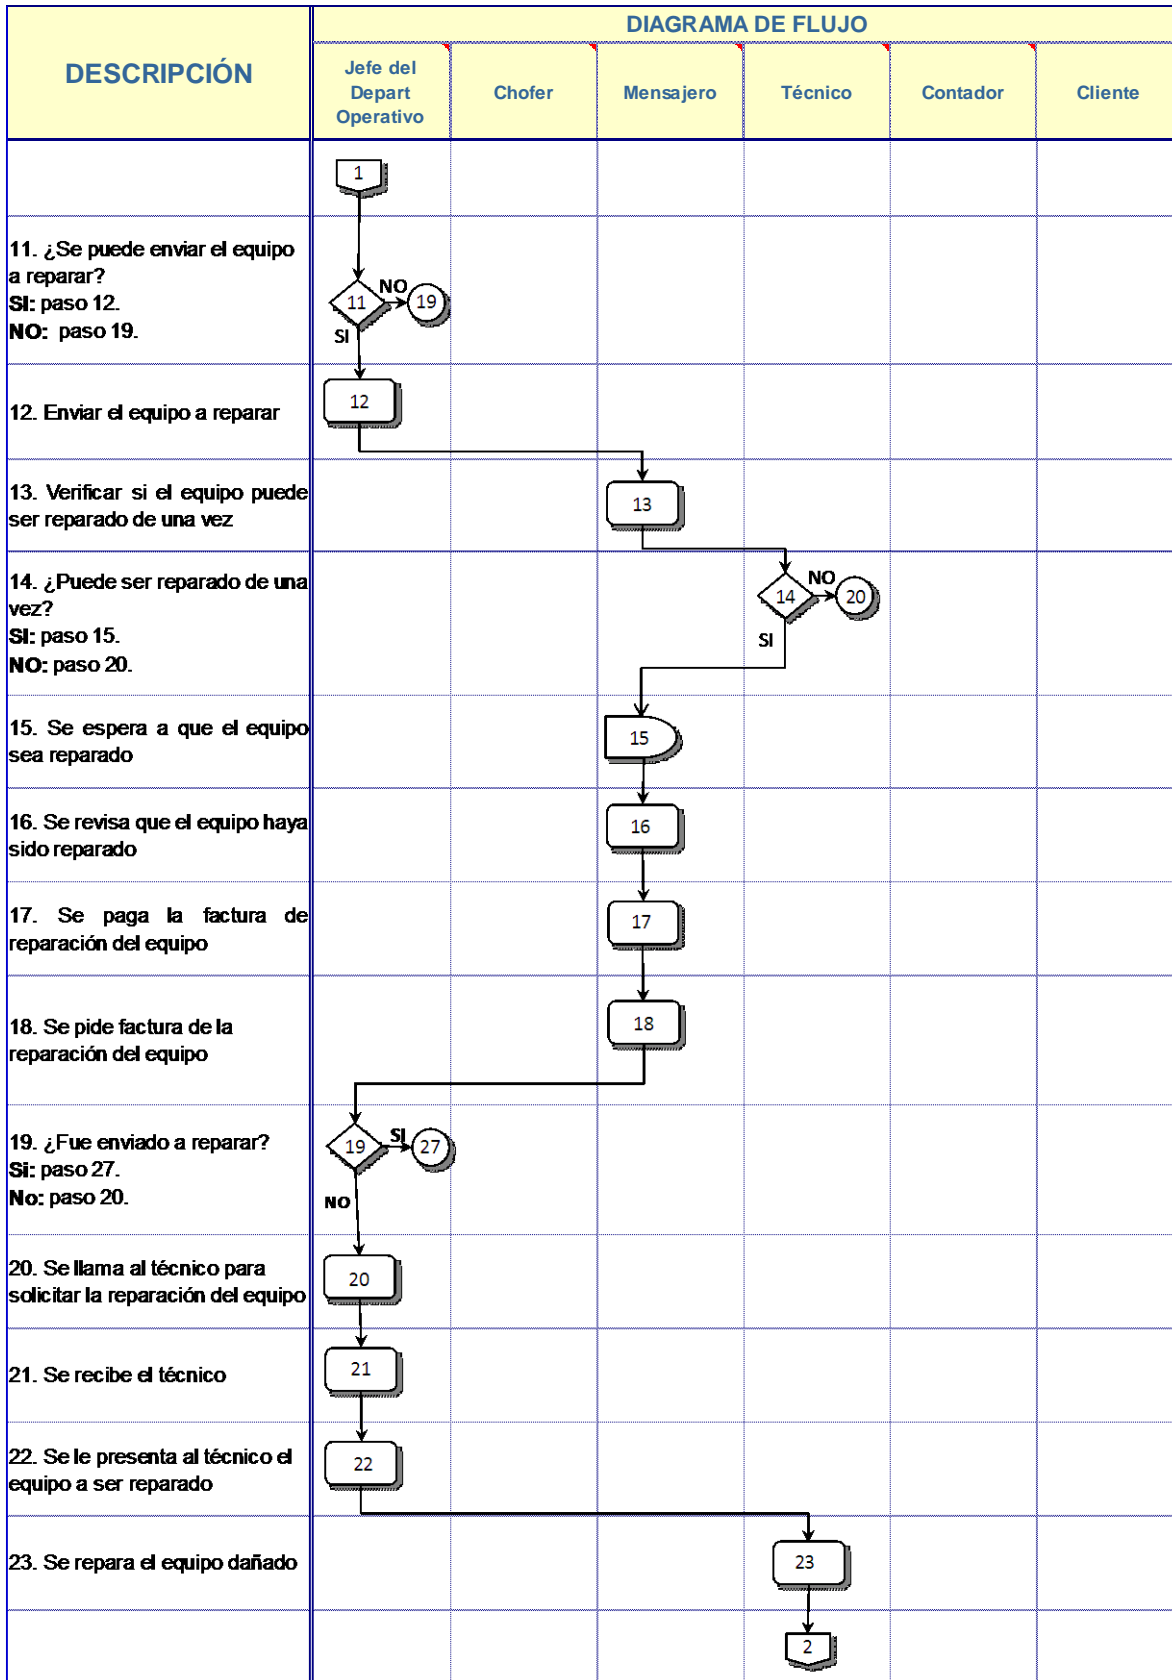 DESCRIPCIÓN
DIAGRAMA DE FLUJO
Jefe del
Depart
Operativo
Chofer
Mensajero
Técnico
Contador
Cliente
1
11. ¿Se puede enviar el equipo
a reparar?
SI: paso 12.
NO: paso 19.
11
NO
19
SI
12. Enviar el equipo a reparar
12
13. Verificar si el equipo puede
ser reparado de una vez
13
14. ¿Puede ser reparado de una
vez?
SI: paso 15.
NO: paso 20.
14
NO
20
SI
15. Se espera a que el equipo
sea reparado
15
16. Se revisa que el equipo haya
sido reparado
16
17. Se paga la factura de
reparación del equipo
17
18. Se pide factura de la
reparación del equipo
18
19. ¿Fue enviado a reparar?
Si: paso 27.
No: paso 20.
19
SI
27
NO
20. Se llama al técnico para
solicitar la reparación del equipo
20
21. Se recibe el técnico
21
22. Se le presenta al técnico el
equipo a ser reparado
22
23. Se repara el equipo dañado
23
2